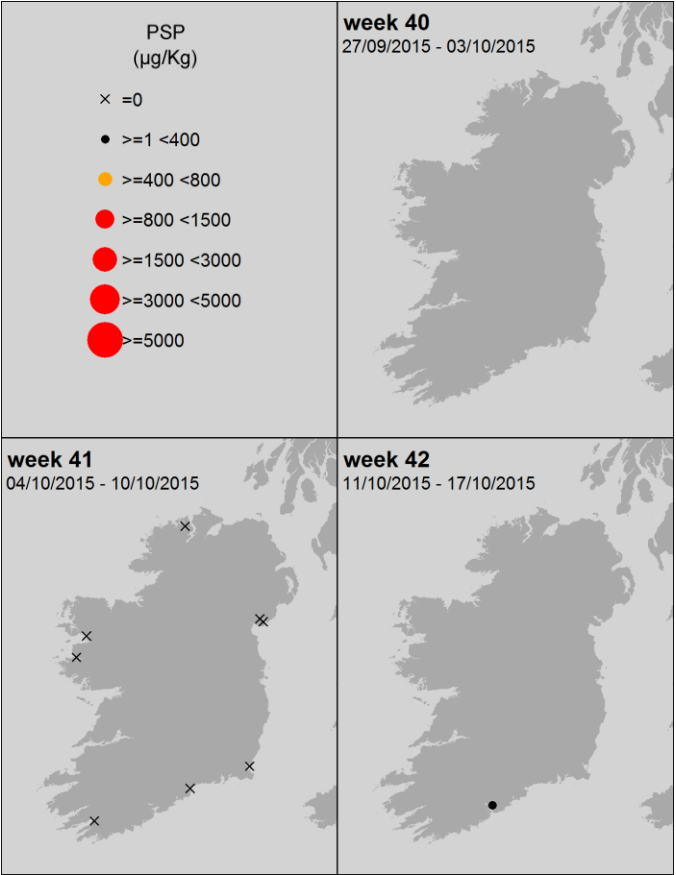 PSP
(µg/Kg)
=0
>=1 <400
>=400 <800
>=800 <1500
>=1500 <3000
>=3000 <5000
>=5000
week 40
27/09/2015 - 03/10/2015
week 41
04/10/2015 - 10/10/2015
week 42
11/10/2015 - 17/10/2015